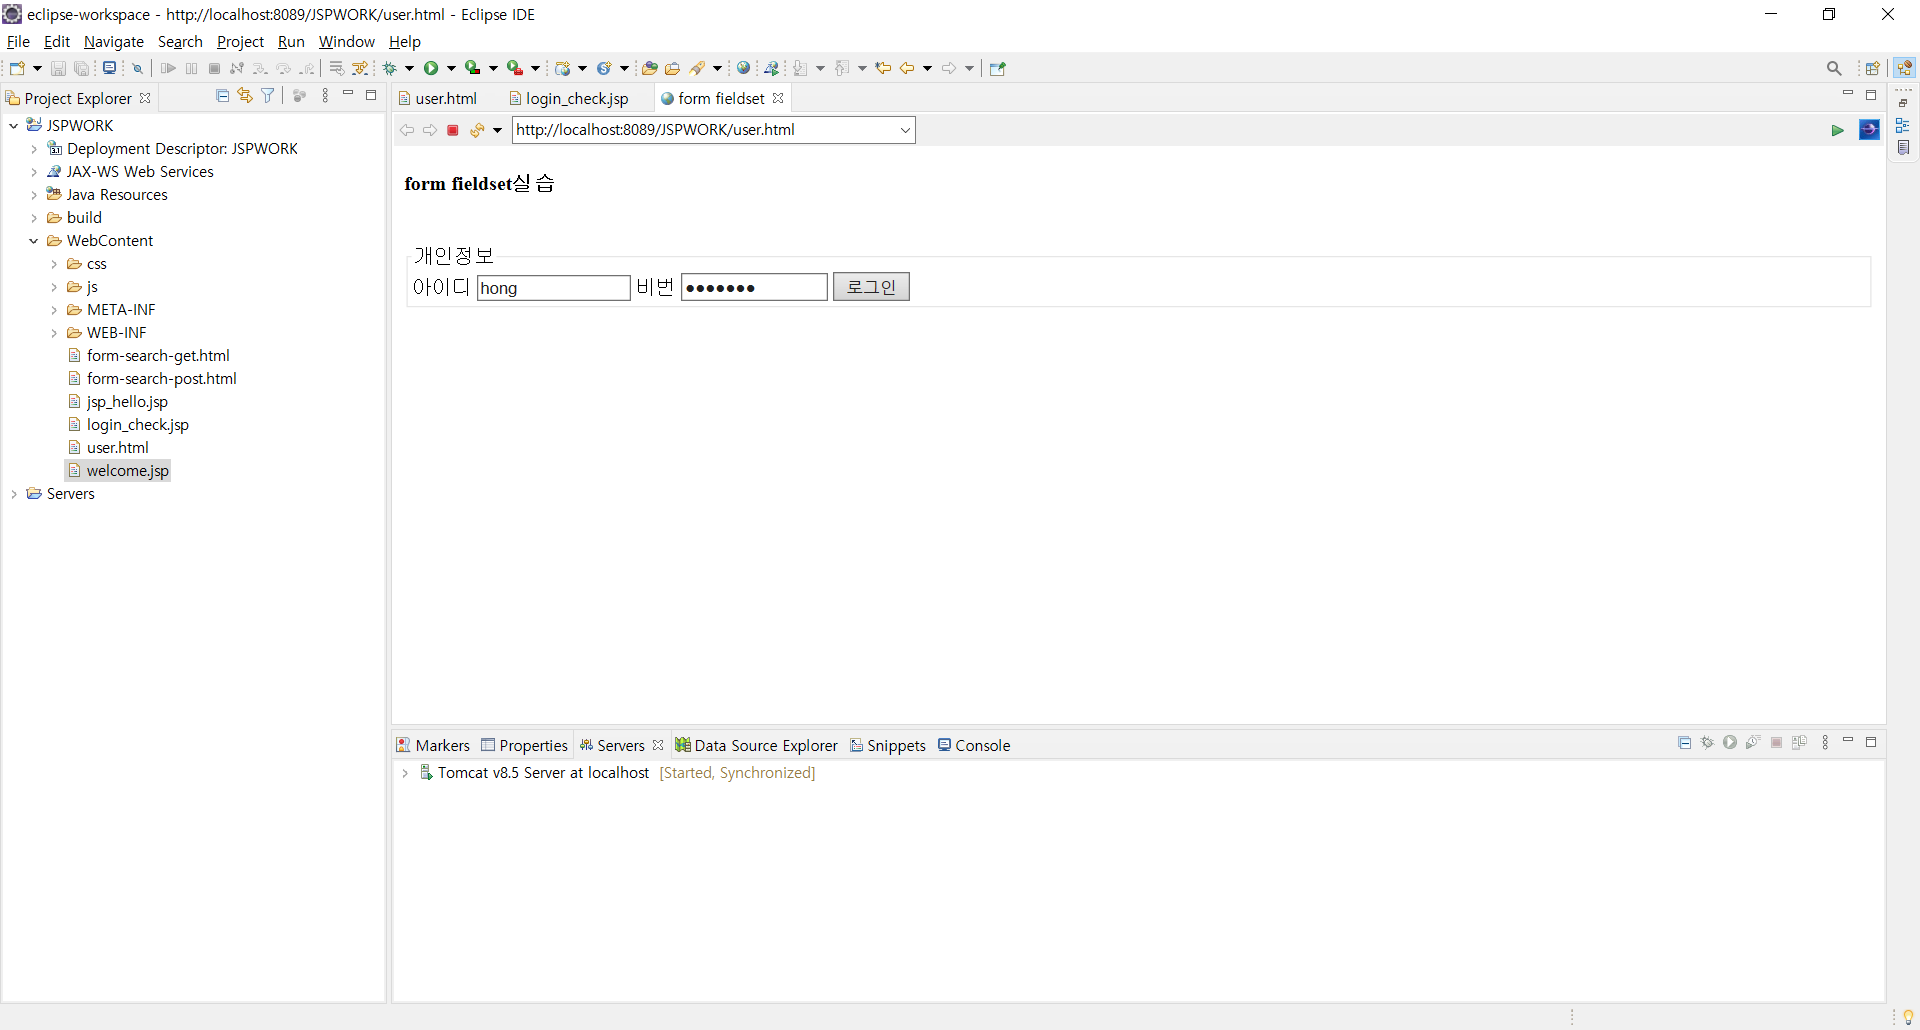 eclipse-workspace - http://localhost:8089/JSPWORK/user.html - Eclipse IDE
File Edit Navigate Search Project Run Window Help
Project Explorer
JSPWORK
Deployment Descriptor: JSPWORK
JAX-WS Web Services
Java Resources
build
WebContent
css
js
META-INF
WEB-INF
form-search-get.html
form-search-post.html
jsp_hello.jsp
login_check.jsp
user.html
welcome.jsp
Servers
user.html login_check.jsp form fieldset
http://localhost:8089/JSPWORK/user.html
form fieldset실습
개인정보
아이디 hong 비번 ●●●●●●● 로그인
Markers Properties Servers Data Source Explorer Snippets Console
Tomcat v8.5 Server at localhost [Started, Synchronized]